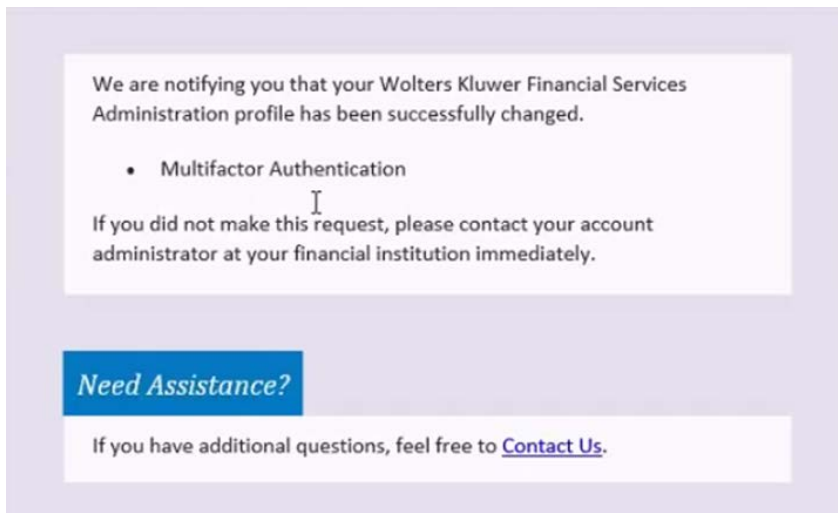 We are notifying you that your Wolters Kluwer Financial Services
Administration profile has been successfully changed.
• Multifactor Authentication
If you did not make this request, please contact your account
administrator at your financial institution immediately.
Need Assistance?
If you have additional questions, feel free to Contact Us.